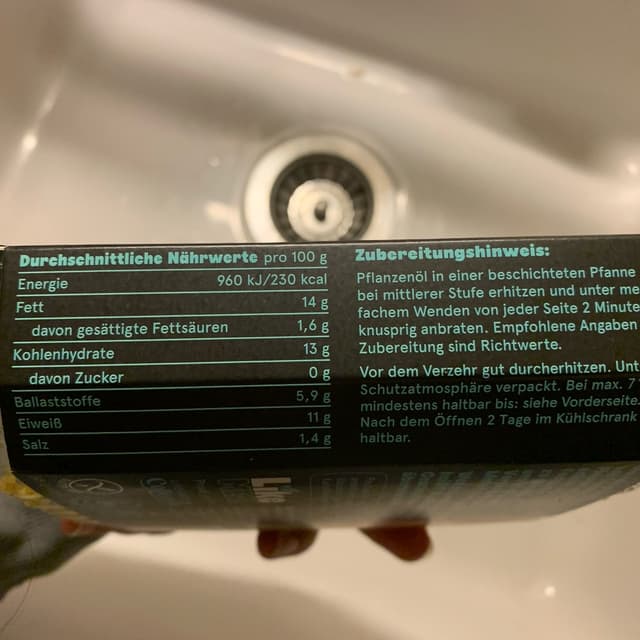 Durchschnittliche Nährwerte pro 100 g
Energie 960 kJ/230 kcal
Fett 14 g
davon gesättigte Fettsäuren 1,6 g
Kohlenhydrate 13 g
davon Zucker 0 g
Ballaststoffe 5,9 g
Eiweiß 11 g
Salz 1,4 g
Zubereitungshinweis:
Pflanzenöl in einer beschichteten Pfanne
bei mittlerer Stufe erhitzen und unter me
fachem Wenden von jeder Seite 2 Minute
knusprig anbraten. Empfohlene Angaben
Zubereitung sind Richtwerte.
Vor dem Verzehr gut durcherhitzen. Unt
Schutzatmosphäre verpackt. Bei max. 7
mindestens haltbar bis: siehe Vorderseite.
Nach dem Öffnen 2 Tage im Kühlschrank
haltbar.